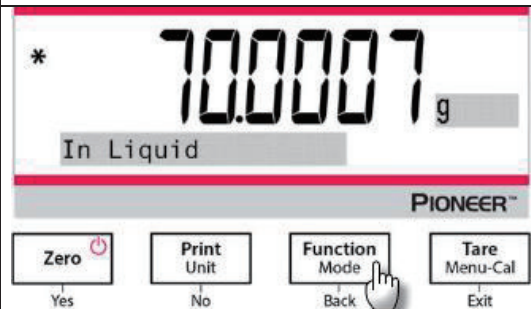 * 70.0007 g
In Liquid
PIONEER™
Zero Print Function Tare
Unit Mode Menu-Cal
Yes No Back Exit